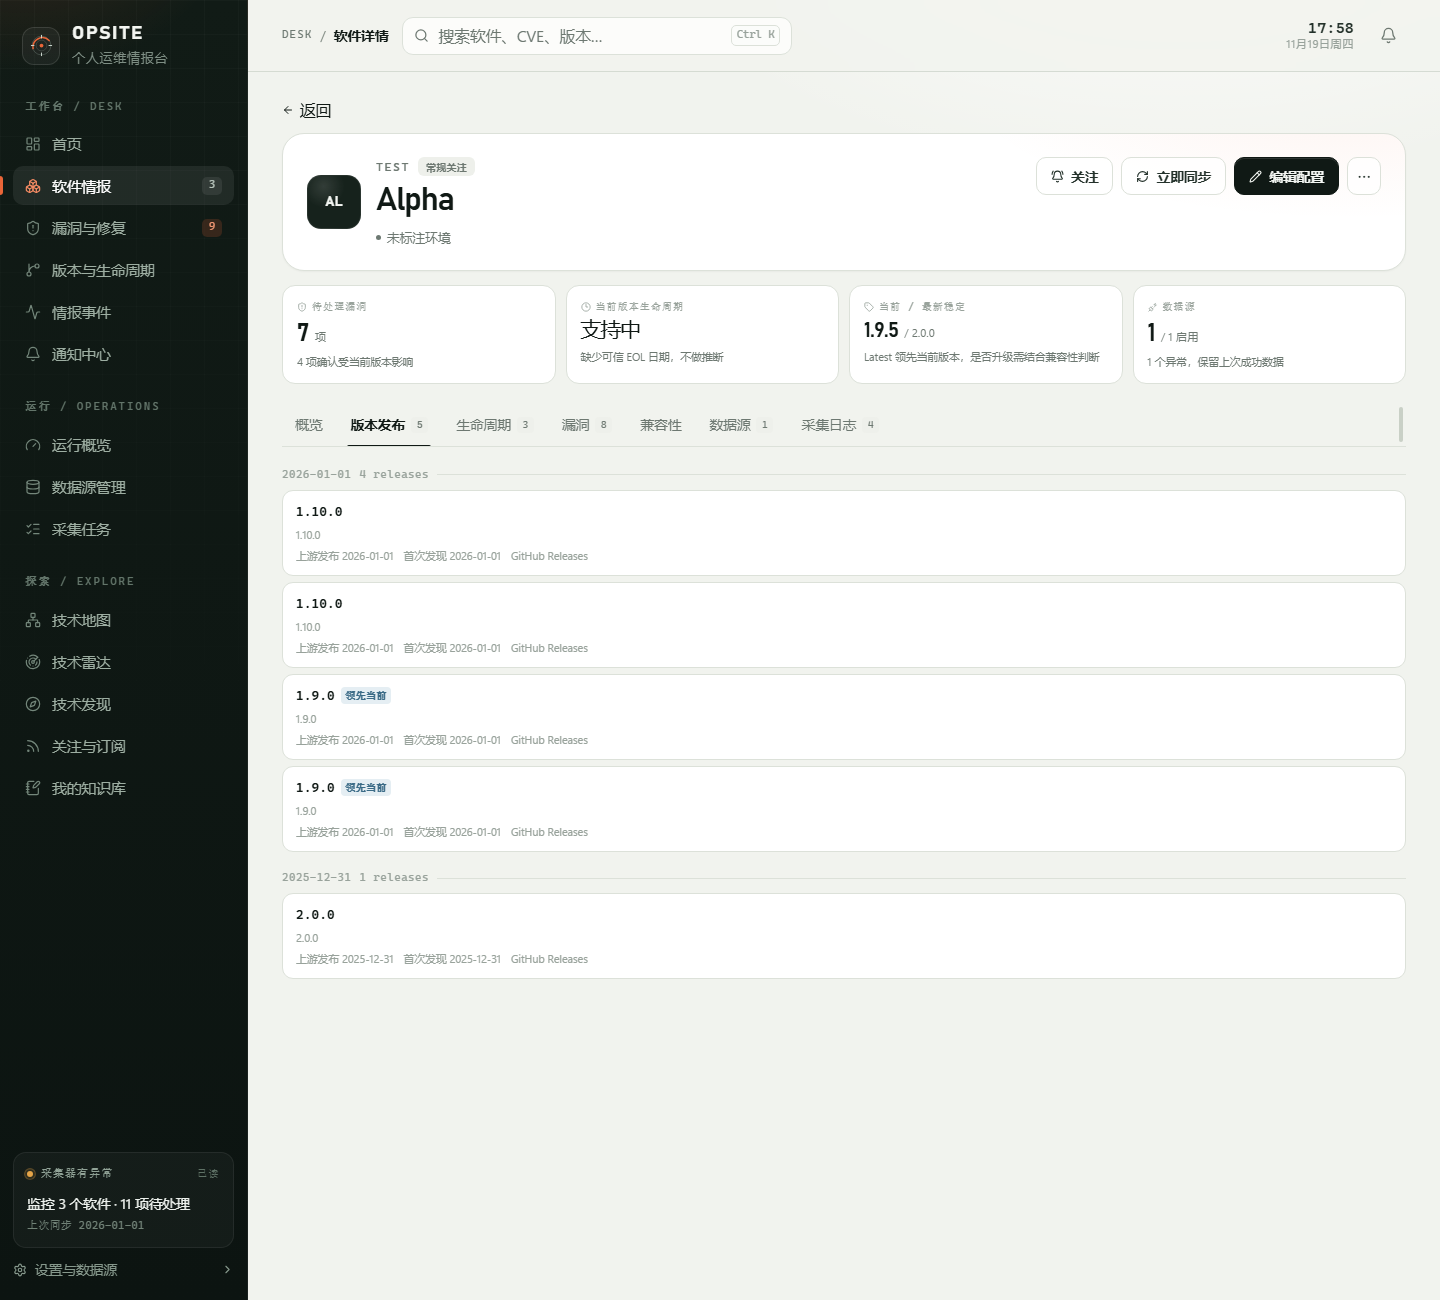 OPSITE
个人运维情报台
工作台 / DESK
首页
软件情报 3
漏洞与修复 9
版本与生命周期
情报事件
通知中心
运行 / OPERATIONS
运行概览
数据源管理
采集任务
探索 / EXPLORE
技术地图
技术雷达
技术发现
关注与订阅
我的知识库
采集器有异常 已读
监控 3 个软件 · 11 项待处理
上次同步 2026-01-01
设置与数据源
DESK / 软件详情
搜索软件、CVE、版本... Ctrl K
17:58
11月19日周四
返回
AL
TEST 常规关注
Alpha
未标注环境
关注 立即同步 编辑配置 ···
待处理漏洞
7 项
4 项确认受当前版本影响
当前版本生命周期
支持中
缺少可信 EOL 日期，不做推断
当前 / 最新稳定
1.9.5 / 2.0.0
Latest 领先当前版本，是否升级需结合兼容性判断
数据源
1 / 1 启用
1 个异常，保留上次成功数据
概览 版本发布 5 生命周期 3 漏洞 8 兼容性 数据源 1 采集日志 4
2026-01-01 4 releases
1.10.0
1.10.0
上游发布 2026-01-01 首次发现 2026-01-01 GitHub Releases
1.10.0
1.10.0
上游发布 2026-01-01 首次发现 2026-01-01 GitHub Releases
1.9.0 领先当前
1.9.0
上游发布 2026-01-01 首次发现 2026-01-01 GitHub Releases
1.9.0 领先当前
1.9.0
上游发布 2026-01-01 首次发现 2026-01-01 GitHub Releases
2025-12-31 1 releases
2.0.0
2.0.0
上游发布 2025-12-31 首次发现 2025-12-31 GitHub Releases